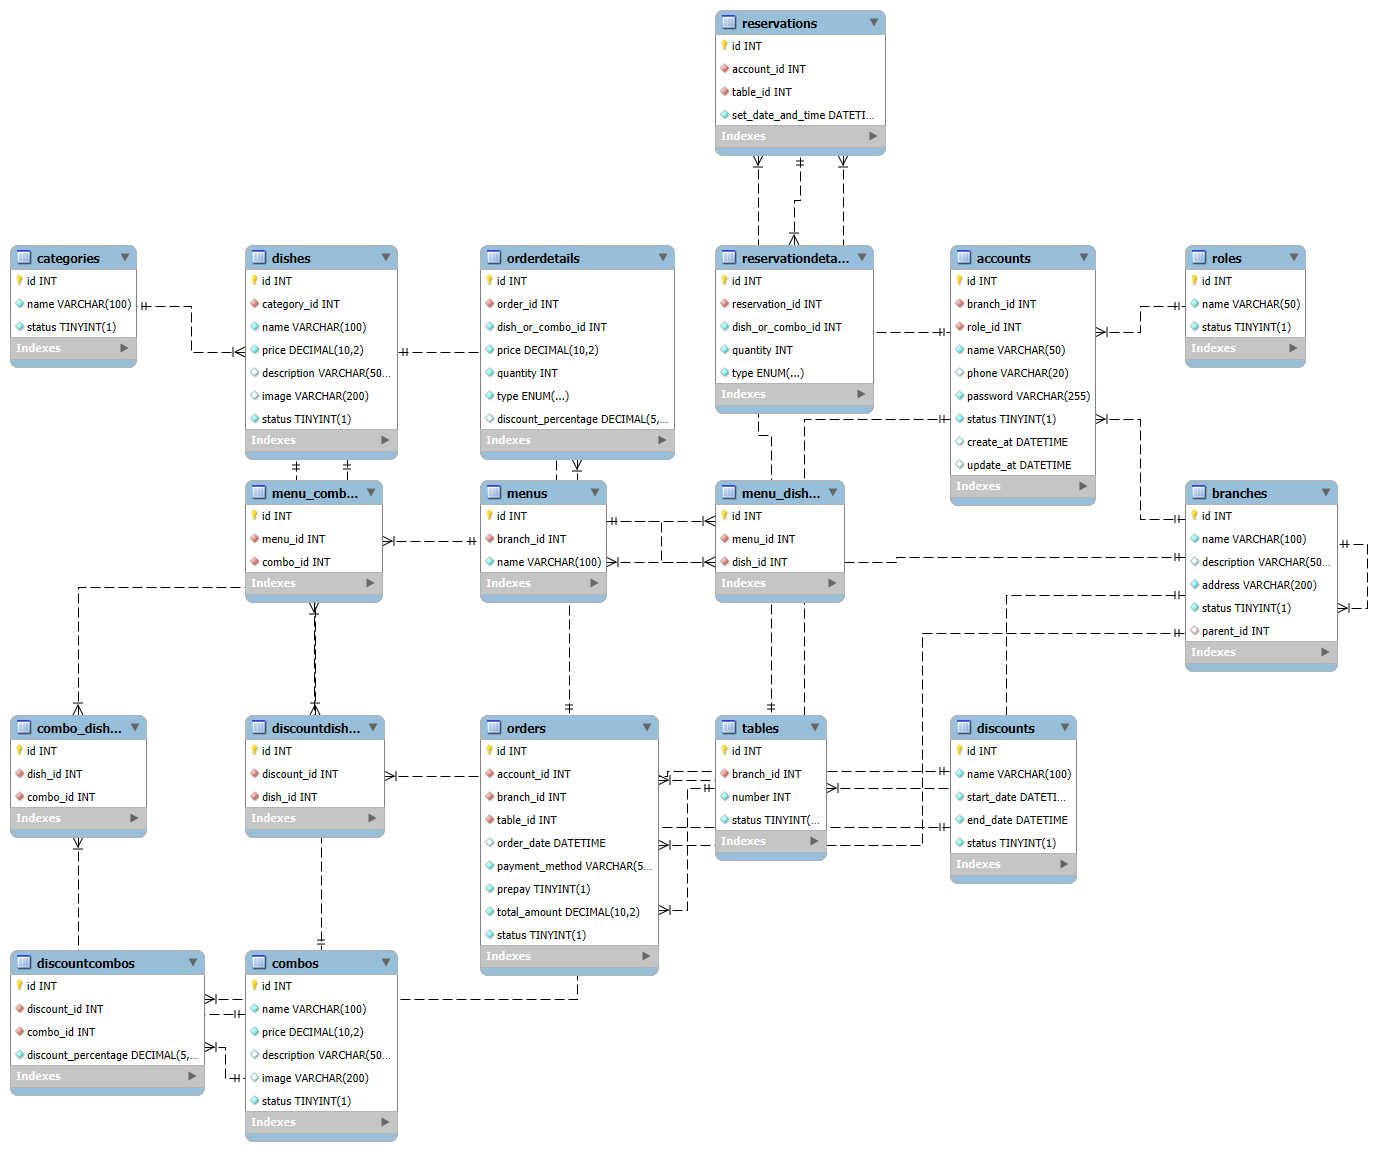 reservations
id INT
account_id INT
table_id INT
set_date_and_time DATETI...
Indexes
categories
id INT
name VARCHAR(100)
status TINYINT(1)
Indexes
dishes
id INT
category_id INT
name VARCHAR(100)
price DECIMAL(10,2)
description VARCHAR(50...
image VARCHAR(200)
status TINYINT(1)
Indexes
orderdetails
id INT
order_id INT
dish_or_combo_id INT
price DECIMAL(10,2)
quantity INT
type ENUM(...)
discount_percentage DECIMAL(5,...
Indexes
reservationdeta...
id INT
reservation_id INT
dish_or_combo_id INT
quantity INT
type ENUM(...)
Indexes
accounts
id INT
branch_id INT
role_id INT
name VARCHAR(50)
phone VARCHAR(20)
password VARCHAR(255)
status TINYINT(1)
create_at DATETIME
update_at DATETIME
Indexes
roles
id INT
name VARCHAR(50)
status TINYINT(1)
Indexes
menu_comb...
id INT
menu_id INT
combo_id INT
Indexes
menus
id INT
branch_id INT
name VARCHAR(100)
Indexes
menu_dish...
id INT
menu_id INT
dish_id INT
Indexes
branches
id INT
name VARCHAR(100)
description VARCHAR(50...
address VARCHAR(200)
status TINYINT(1)
parent_id INT
Indexes
combo_dish...
id INT
dish_id INT
combo_id INT
Indexes
discountdish...
id INT
discount_id INT
dish_id INT
Indexes
orders
id INT
account_id INT
branch_id INT
table_id INT
order_date DATETIME
payment_method VARCHAR(5...
prepay TINYINT(1)
total_amount DECIMAL(10,2)
status TINYINT(1)
Indexes
tables
id INT
branch_id INT
number INT
status TINYINT(...
Indexes
discounts
id INT
name VARCHAR(100)
start_date DATETI...
end_date DATETIME
status TINYINT(1)
Indexes
discountcombos
id INT
discount_id INT
combo_id INT
discount_percentage DECIMAL(5,...
Indexes
combos
id INT
name VARCHAR(100)
price DECIMAL(10,2)
description VARCHAR(50...
image VARCHAR(200)
status TINYINT(1)
Indexes